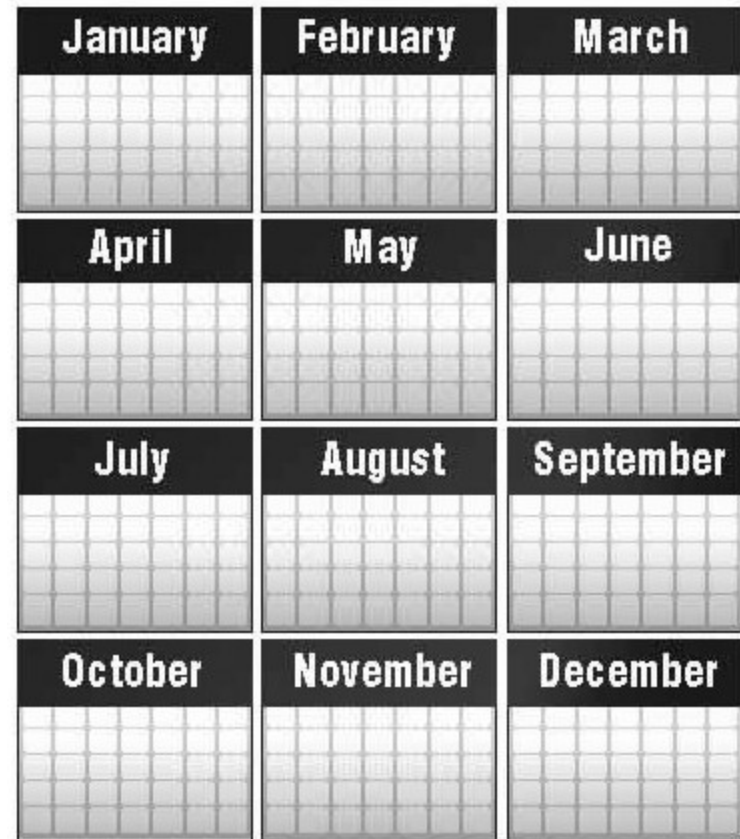 January February March
April May June
July August September
October November December